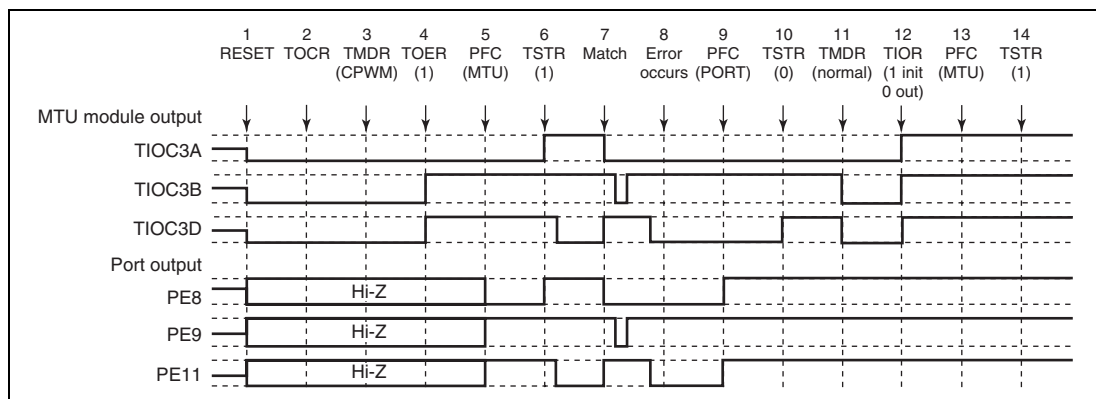 1 2 3 4 5 6 7 8 9 10 11 12 13 14
RESET TOCR TMDR TOER PFC TSTR Match Error PFC TSTR TMDR TIOR PFC TSTR
(CPWM) (1) (MTU) (1) occurs (PORT) (0) (normal) (1 init (MTU) (1)
0 out)
MTU module output
TIOC3A
TIOC3B
TIOC3D
Port output
PE8 Hi-Z
PE9 Hi-Z
PE11 Hi-Z